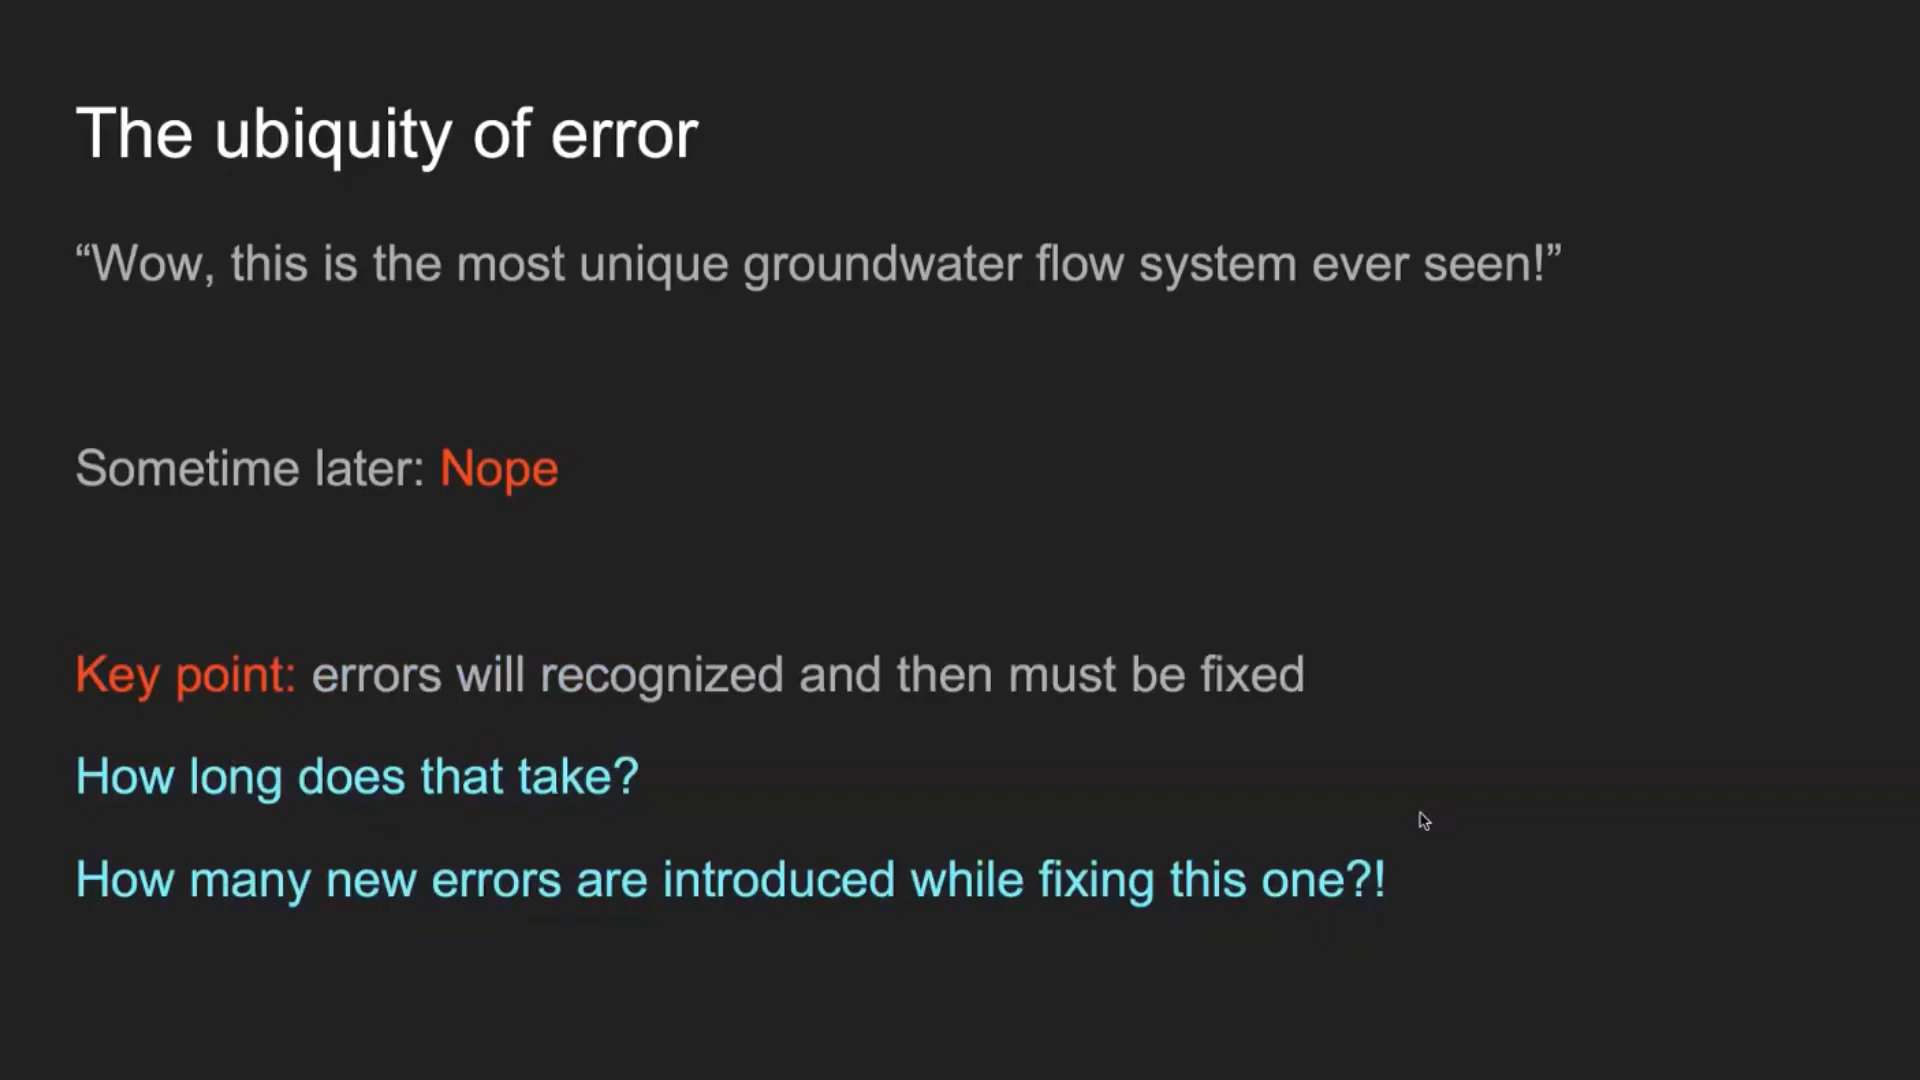 The ubiquity of error
“Wow, this is the most unique groundwater flow system ever seen!”
Sometime later: Nope
Key point: errors will recognized and then must be fixed
How long does that take?
How many new errors are introduced while fixing this one?!